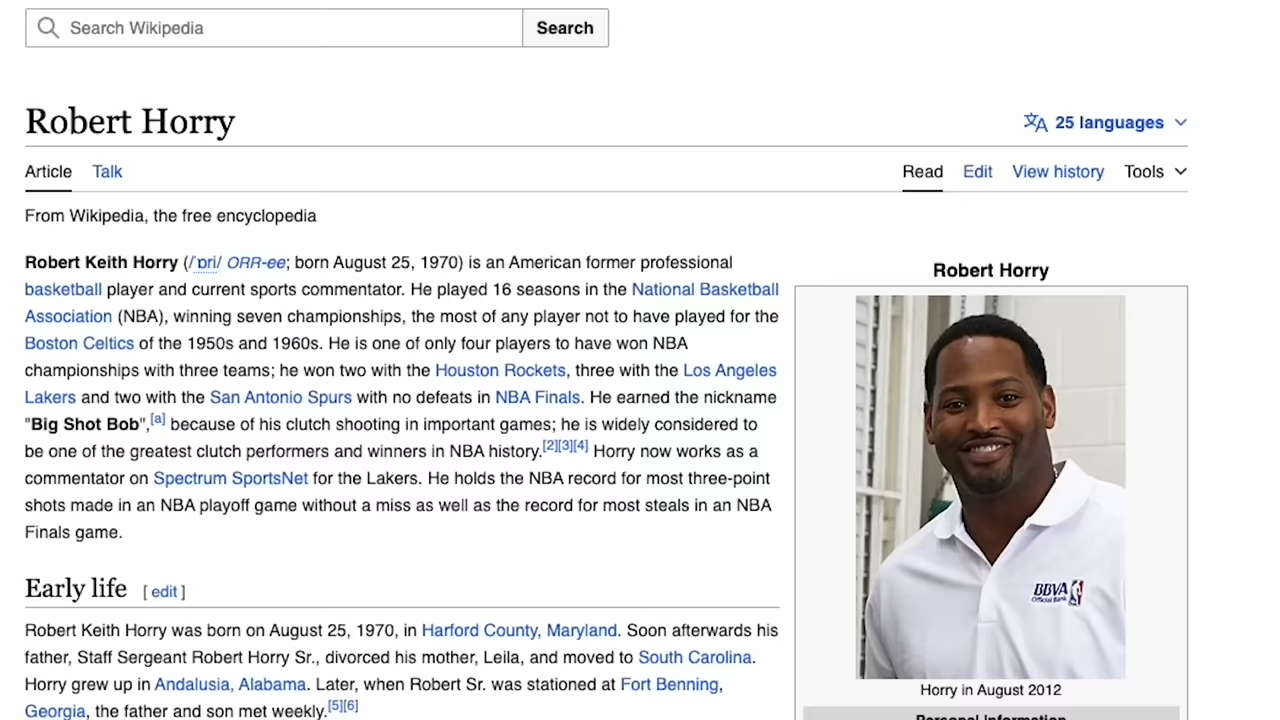 Search Wikipedia
Search
Robert Horry
25 languages
Article Talk
Read Edit View history Tools
From Wikipedia, the free encyclopedia
Robert Keith Horry (/ˈɒri/ ORR-ee; born August 25, 1970) is an American former professional
basketball player and current sports commentator. He played 16 seasons in the National Basketball
Association (NBA), winning seven championships, the most of any player not to have played for the
Boston Celtics of the 1950s and 1960s. He is one of only four players to have won NBA
championships with three teams; he won two with the Houston Rockets, three with the Los Angeles
Lakers and two with the San Antonio Spurs with no defeats in NBA Finals. He earned the nickname
"Big Shot Bob",[a] because of his clutch shooting in important games; he is widely considered to
be one of the greatest clutch performers and winners in NBA history.[2][3][4] Horry now works as a
commentator on Spectrum SportsNet for the Lakers. He holds the NBA record for most three-point
shots made in an NBA playoff game without a miss as well as the record for most steals in an NBA
Finals game.
Early life [ edit ]
Robert Keith Horry was born on August 25, 1970, in Harford County, Maryland. Soon afterwards his
father, Staff Sergeant Robert Horry Sr., divorced his mother, Leila, and moved to South Carolina.
Horry grew up in Andalusia, Alabama. Later, when Robert Sr. was stationed at Fort Benning,
Georgia, the father and son met weekly.[5][6]
Robert Horry
BBVA
Official Bank
Horry in August 2012
Personal information